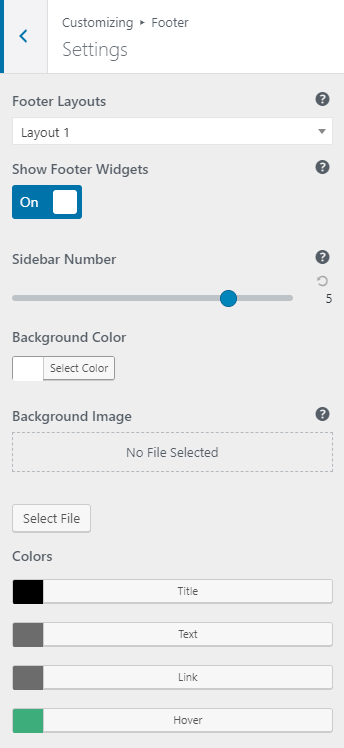 Customizing ▸ Footer
Settings
Footer Layouts
Layout 1
Show Footer Widgets
On
Sidebar Number
5
Background Color
Select Color
Background Image
No File Selected
Select File
Colors
Title
Text
Link
Hover